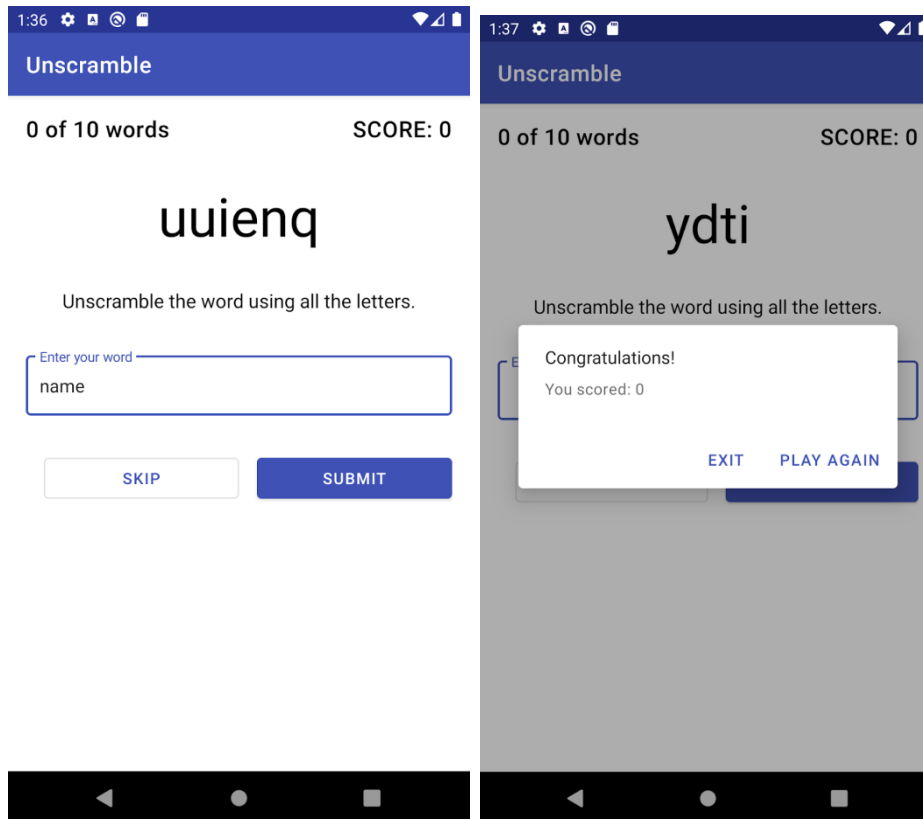 1:36
Unscramble
0 of 10 words SCORE: 0
uuienq
Unscramble the word using all the letters.
Enter your word
name
SKIP SUBMIT
1:37
Unscramble
0 of 10 words SCORE: 0
ydti
Unscramble the word using all the letters.
E
Congratulations!
You scored: 0
EXIT PLAY AGAIN